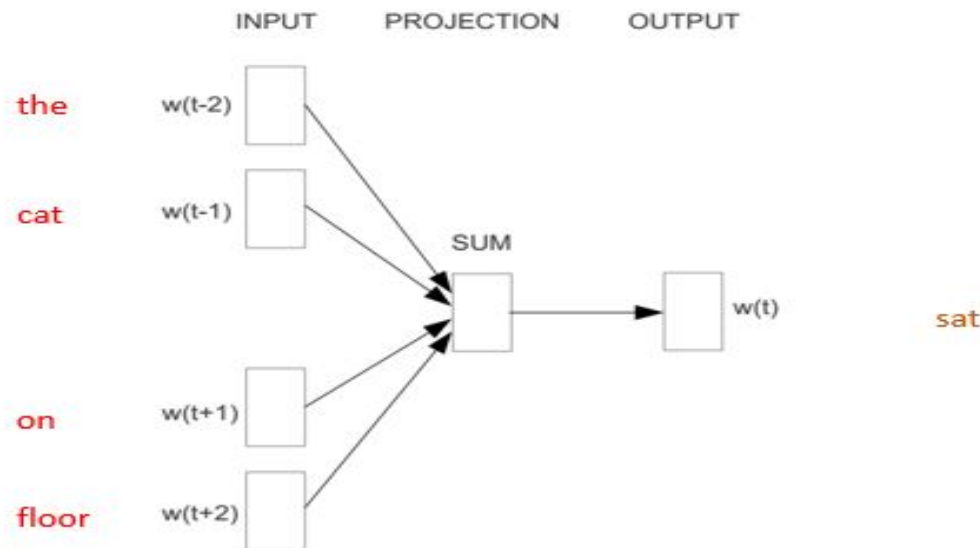 INPUT PROJECTION OUTPUT
the w(t-2)
cat w(t-1)
SUM
w(t) sat
on w(t+1)
floor w(t+2)